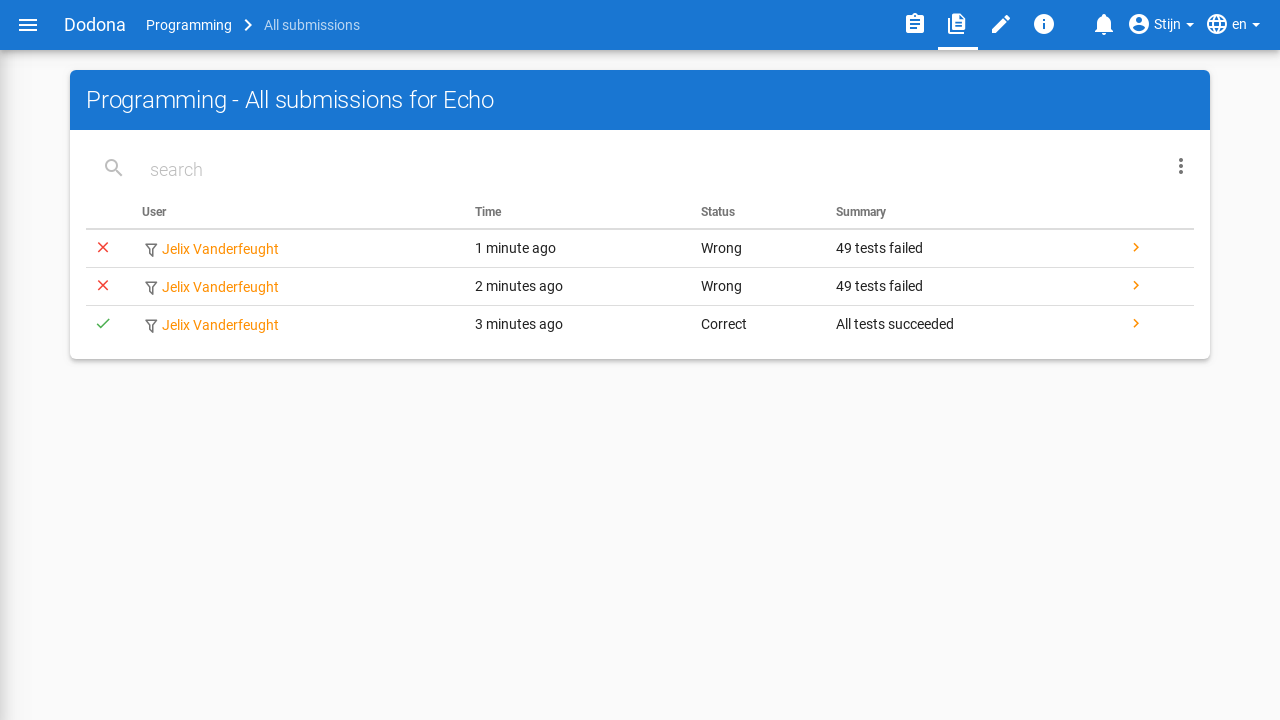 Dodona Programming All submissions Stijn en
Programming - All submissions for Echo
search
User Time Status Summary
Jelix Vanderfeught 1 minute ago Wrong 49 tests failed
Jelix Vanderfeught 2 minutes ago Wrong 49 tests failed
Jelix Vanderfeught 3 minutes ago Correct All tests succeeded